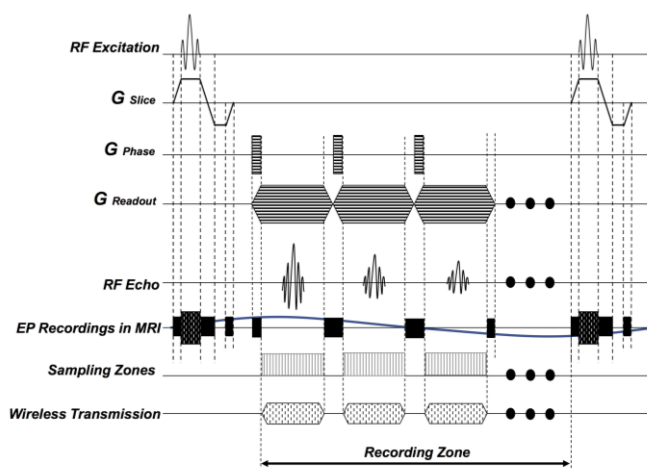 RF Excitation
G Slice
G Phase
G Readout
RF Echo
EP Recordings in MRI
Sampling Zones
Wireless Transmission
Recording Zone